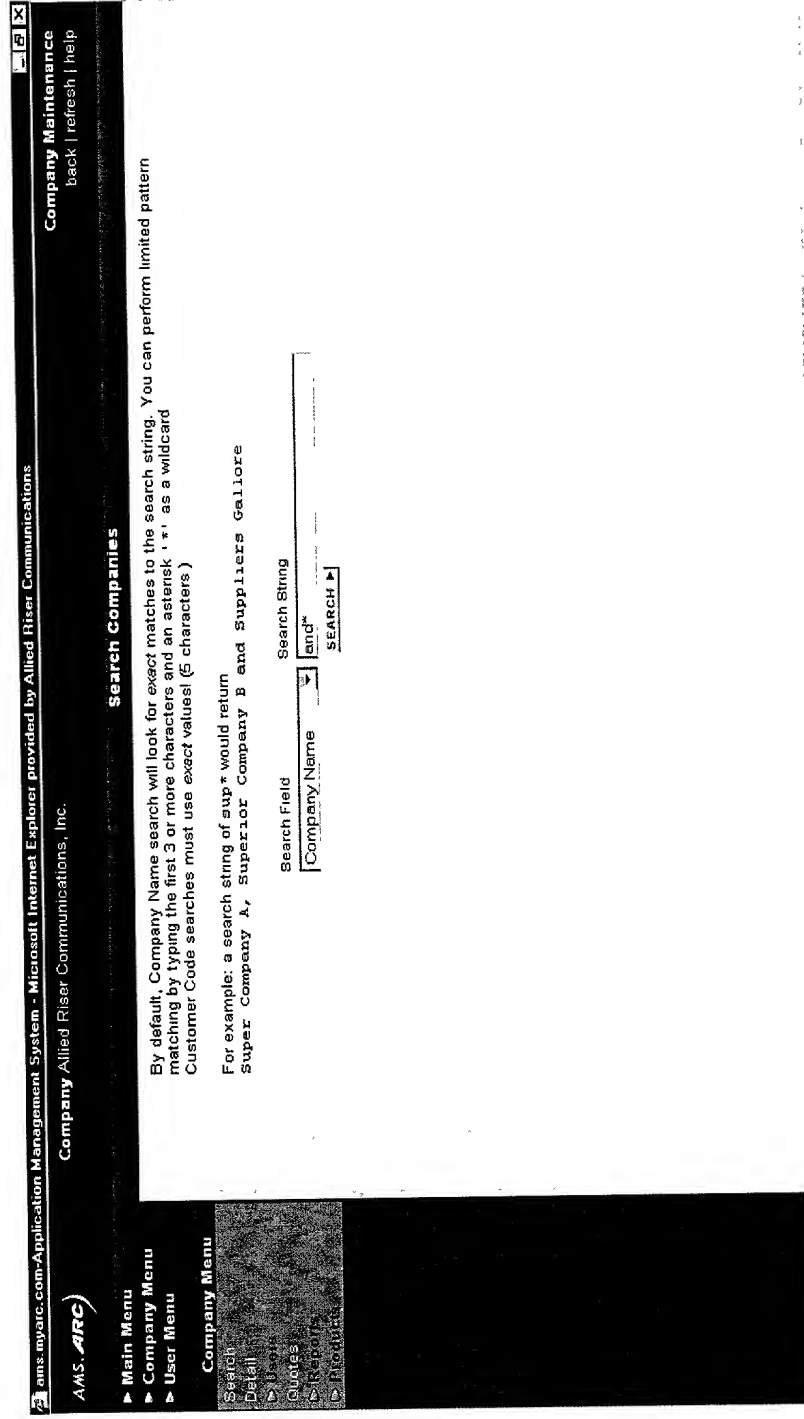 ams.myarc.com-Application Management System - Microsoft Internet Explorer provided by Allied Riser Communications
AMS.ARC)
Company Allied Riser Communications, Inc.
Company Maintenance
back | refresh | help
Search Companies
▶ Main Menu
▶ Company Menu
▶ User Menu
Company Menu
Search
Detail
▷ Users
Quotes
▷ Reports
▷ Products
By default, Company Name search will look for exact matches to the search string. You can perform limited pattern
matching by typing the first 3 or more characters and an asterisk '*' as a wildcard
Customer Code searches must use exact values! (5 characters )
For example: a search string of sup* would return
Super Company A, Superior Company B and Suppliers Gallore
Search Field
Search String
Company Name
and*
SEARCH ▶